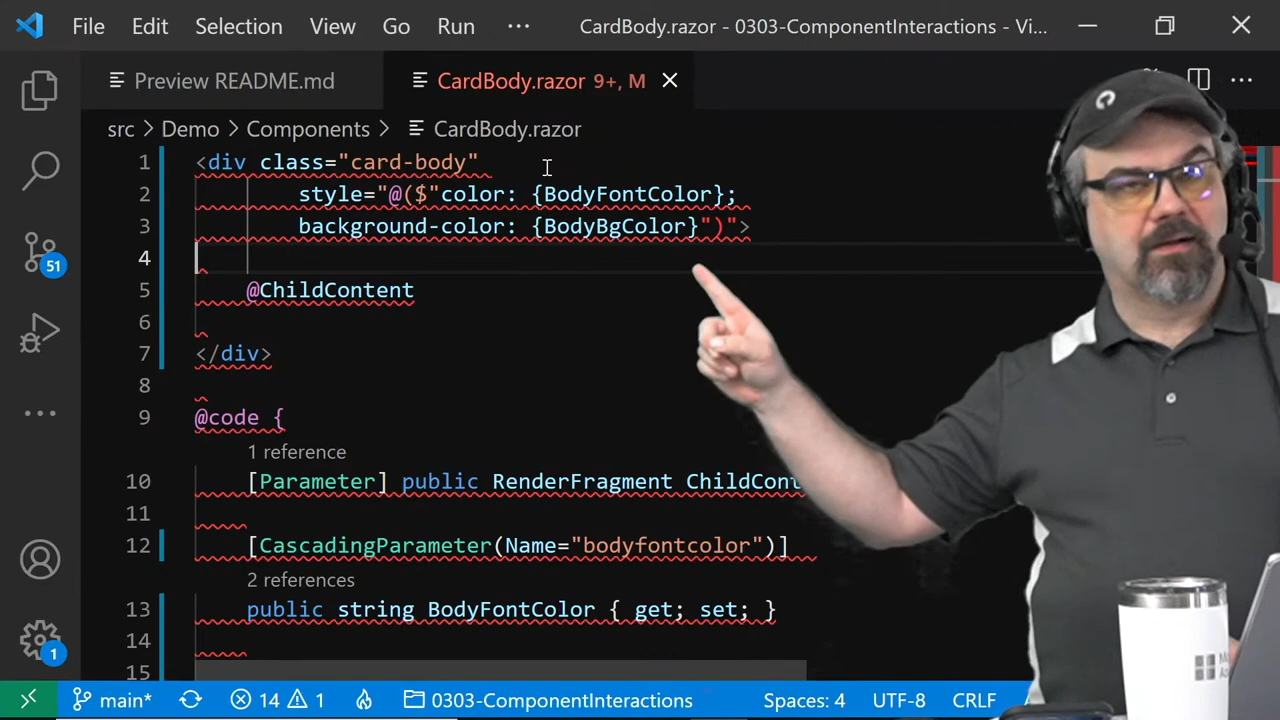 File Edit Selection View Go Run ··· CardBody.razor - 0303-ComponentInteractions - Vi...
Preview README.md CardBody.razor 9+, M
src > Demo > Components > CardBody.razor
1 <div class="card-body"
2 style="@($"color: {BodyFontColor};
3 background-color: {BodyBgColor}")">
4
5 @ChildContent
6
7 </div>
8
9 @code {
1 reference
10 [Parameter] public RenderFragment ChildCont
11
12 [CascadingParameter(Name="bodyfontcolor")]
2 references
13 public string BodyFontColor { get; set; }
14
15
51
1
main* 14 1 0303-ComponentInteractions Spaces: 4 UTF-8 CRLF